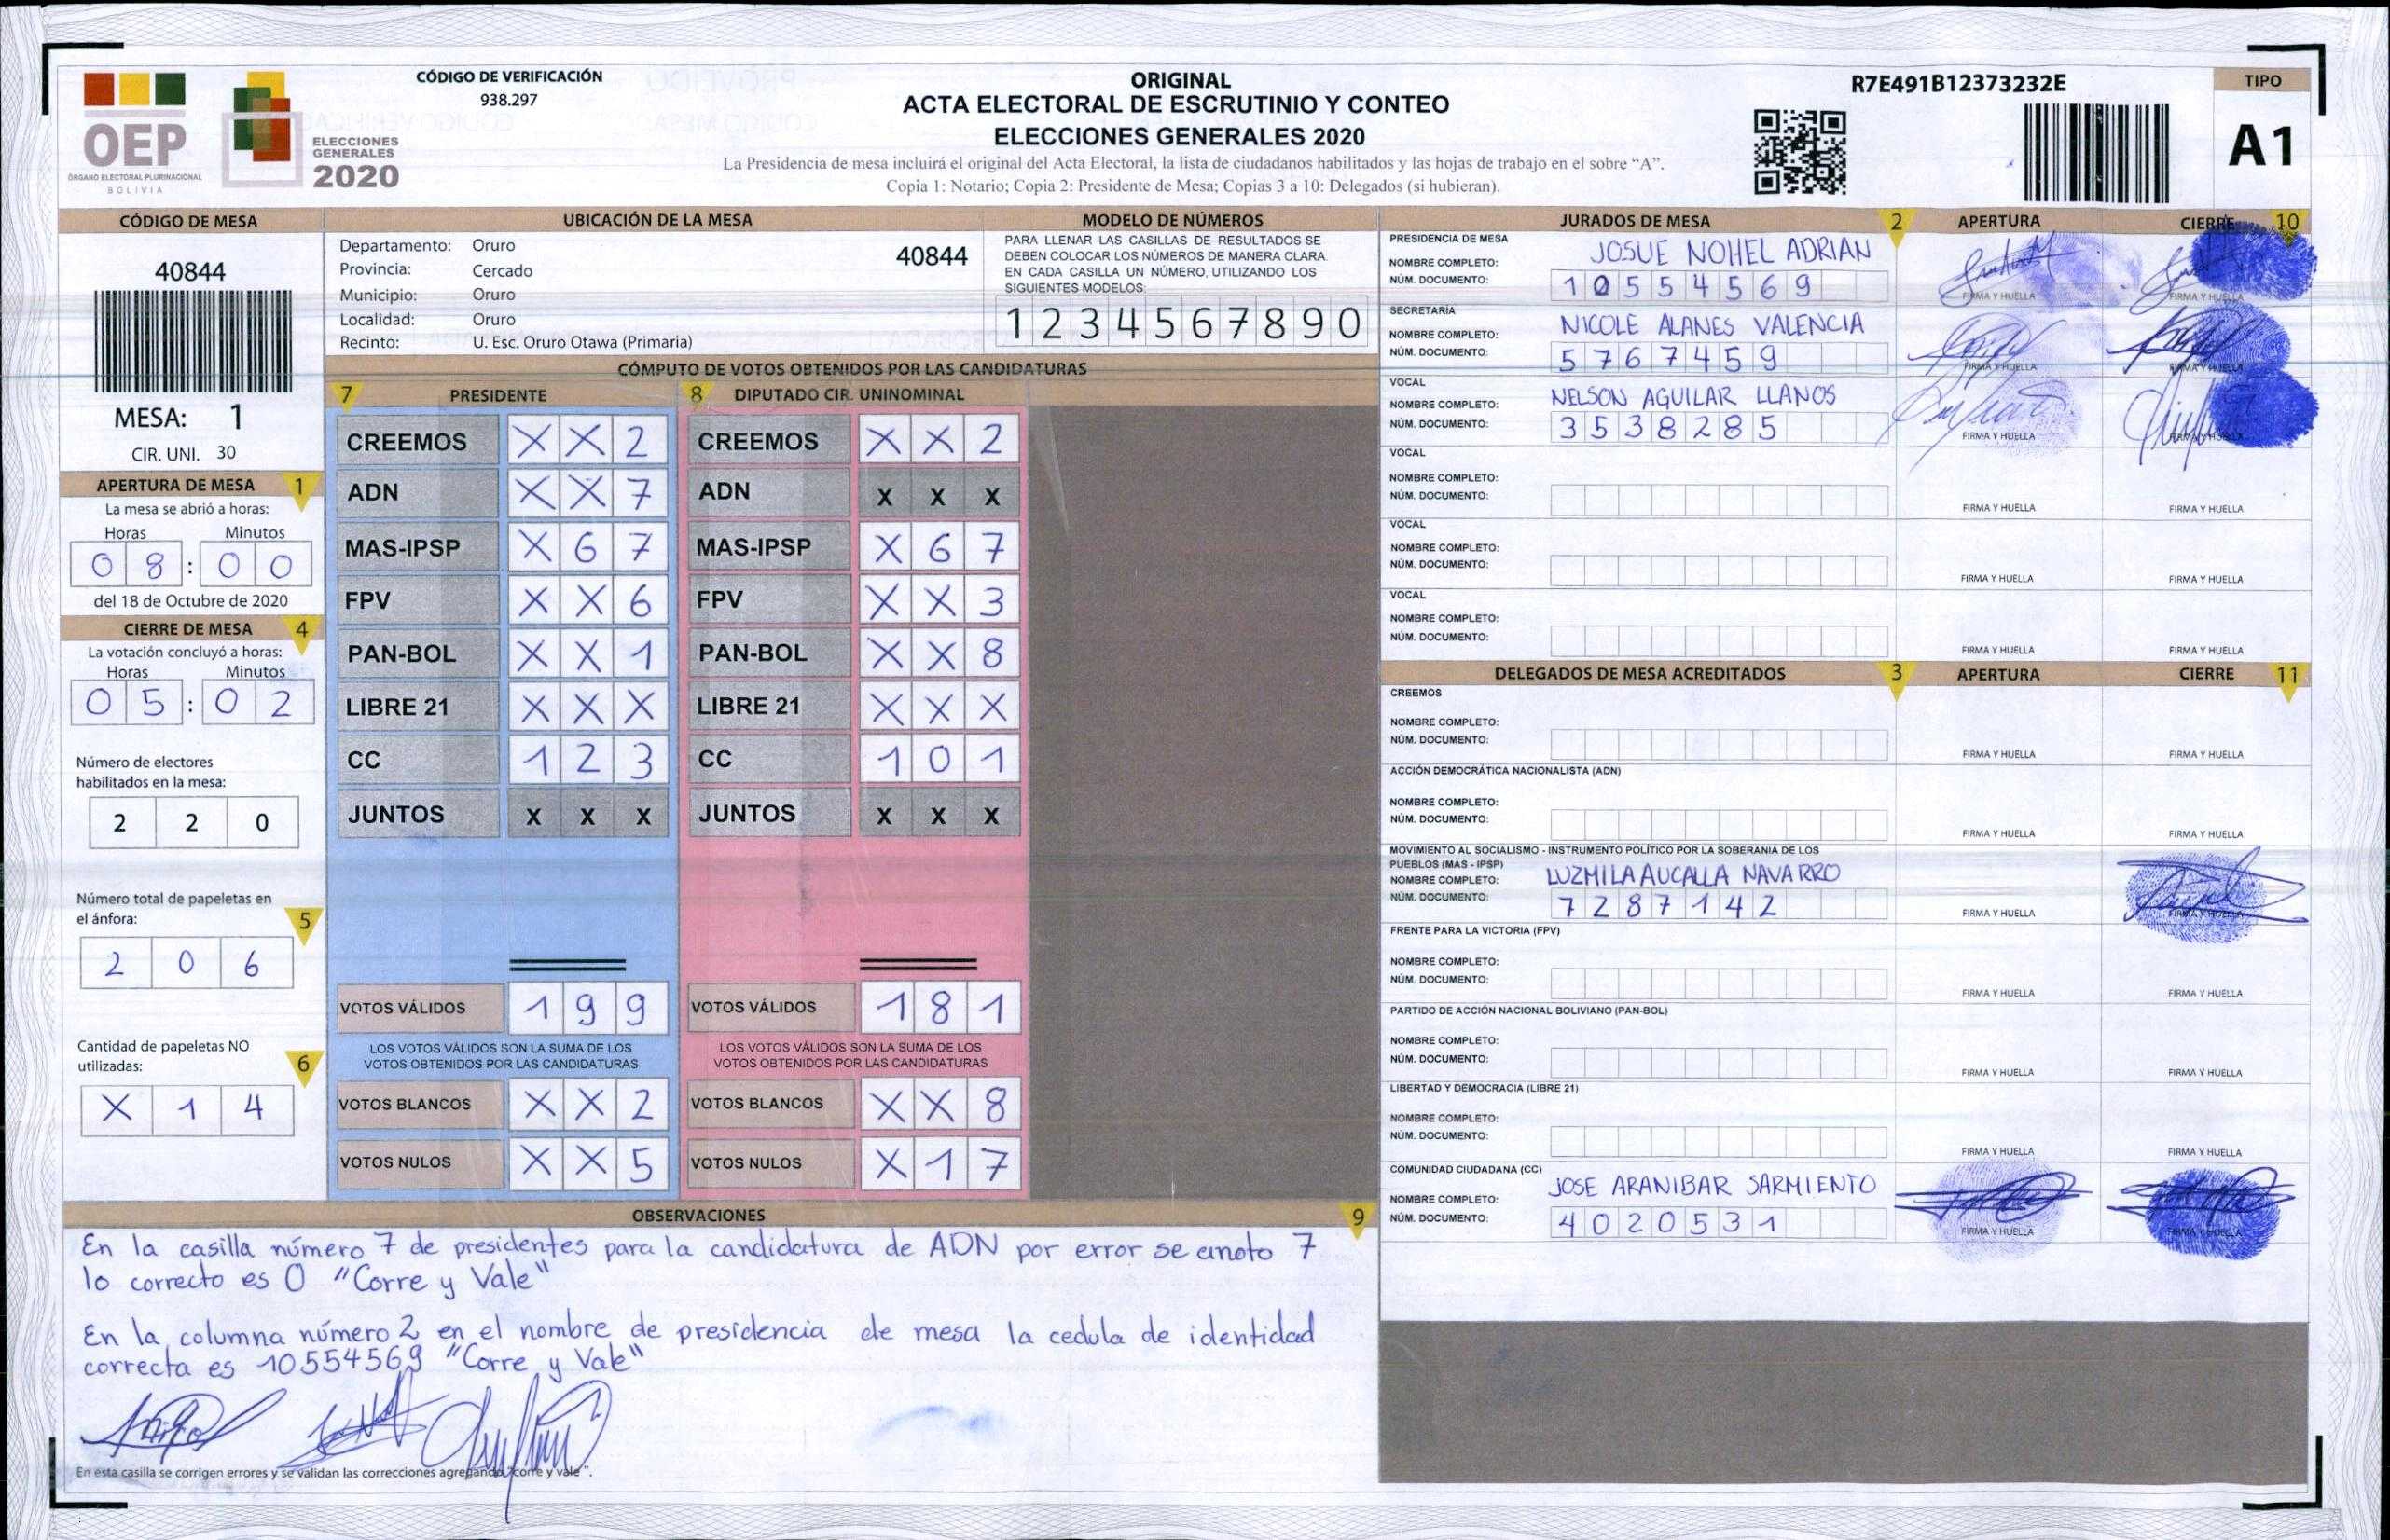 OEP
ÓRGANO ELECTORAL PLURINACIONAL
BOLIVIA
ELECCIONES
GENERALES
2020
CÓDIGO DE VERIFICACIÓN
938.297
ORIGINAL
ACTA ELECTORAL DE ESCRUTINIO Y CONTEO
ELECCIONES GENERALES 2020
La Presidencia de mesa incluirá el original del Acta Electoral, la lista de ciudadanos habilitados y las hojas de trabajo en el sobre “A”.
Copia 1: Notario; Copia 2: Presidente de Mesa; Copias 3 a 10: Delegados (si hubieran).
R7E491B12373232E
TIPO
A1
CÓDIGO DE MESA
40844
MESA: 1
CIR. UNI. 30
APERTURA DE MESA 1
La mesa se abrió a horas:
Horas Minutos
0 8 : 0 0
del 18 de Octubre de 2020
CIERRE DE MESA 4
La votación concluyó a horas:
Horas Minutos
0 5 : 0 2
Número de electores
habilitados en la mesa:
2 2 0
Número total de papeletas en
el ánfora: 5
2 0 6
Cantidad de papeletas NO
utilizadas: 6
X 1 4
UBICACIÓN DE LA MESA
Departamento: Oruro 40844
Provincia: Cercado
Municipio: Oruro
Localidad: Oruro
Recinto: U. Esc. Oruro Otawa (Primaria)
MODELO DE NÚMEROS
PARA LLENAR LAS CASILLAS DE RESULTADOS SE
DEBEN COLOCAR LOS NÚMEROS DE MANERA CLARA.
EN CADA CASILLA UN NÚMERO, UTILIZANDO LOS
SIGUIENTES MODELOS:
1 2 3 4 5 6 7 8 9 0
CÓMPUTO DE VOTOS OBTENIDOS POR LAS CANDIDATURAS
7 PRESIDENTE
CREEMOS X X 2
ADN X X 7
MAS-IPSP X 6 7
FPV X X 6
PAN-BOL X X 1
LIBRE 21 X X X
CC 1 2 3
JUNTOS X X X
VOTOS VÁLIDOS 1 9 9
LOS VOTOS VÁLIDOS SON LA SUMA DE LOS
VOTOS OBTENIDOS POR LAS CANDIDATURAS
VOTOS BLANCOS X X 2
VOTOS NULOS X X 5
8 DIPUTADO CIR. UNINOMINAL
CREEMOS X X 2
ADN X X X
MAS-IPSP X 6 7
FPV X X 3
PAN-BOL X X 8
LIBRE 21 X X X
CC 1 0 1
JUNTOS X X X
VOTOS VÁLIDOS 1 8 1
LOS VOTOS VÁLIDOS SON LA SUMA DE LOS
VOTOS OBTENIDOS POR LAS CANDIDATURAS
VOTOS BLANCOS X X 8
VOTOS NULOS X 1 7
OBSERVACIONES 9
En la casilla número 7 de presidentes para la candidatura de ADN por error se anoto 7
lo correcto es 0 "Corre y Vale"
En la columna número 2 en el nombre de presidencia de mesa la cedula de identidad
correcta es 10554569 "Corre y Vale"
En esta casilla se corrigen errores y se validan las correcciones agregando "corre y vale".
JURADOS DE MESA 2 APERTURA CIERRE 10
PRESIDENCIA DE MESA
NOMBRE COMPLETO: JOSUE NOHEL ADRIAN
NÚM. DOCUMENTO: 1 0 5 5 4 5 6 9
FIRMA Y HUELLA FIRMA Y HUELLA
SECRETARÍA
NOMBRE COMPLETO: NICOLE ALANES VALENCIA
NÚM. DOCUMENTO: 5 7 6 7 4 5 9
FIRMA Y HUELLA FIRMA Y HUELLA
VOCAL
NOMBRE COMPLETO: NELSON AGUILAR LLANOS
NÚM. DOCUMENTO: 3 5 3 8 2 8 5
FIRMA Y HUELLA FIRMA Y HUELLA
VOCAL
NOMBRE COMPLETO:
NÚM. DOCUMENTO:
FIRMA Y HUELLA FIRMA Y HUELLA
VOCAL
NOMBRE COMPLETO:
NÚM. DOCUMENTO:
FIRMA Y HUELLA FIRMA Y HUELLA
VOCAL
NOMBRE COMPLETO:
NÚM. DOCUMENTO:
FIRMA Y HUELLA FIRMA Y HUELLA
DELEGADOS DE MESA ACREDITADOS 3 APERTURA CIERRE 11
CREEMOS
NOMBRE COMPLETO:
NÚM. DOCUMENTO:
FIRMA Y HUELLA FIRMA Y HUELLA
ACCIÓN DEMOCRÁTICA NACIONALISTA (ADN)
NOMBRE COMPLETO:
NÚM. DOCUMENTO:
FIRMA Y HUELLA FIRMA Y HUELLA
MOVIMIENTO AL SOCIALISMO - INSTRUMENTO POLÍTICO POR LA SOBERANIA DE LOS
PUEBLOS (MAS - IPSP)
NOMBRE COMPLETO: LUZMILA AUCALLA NAVARRO
NÚM. DOCUMENTO: 7 2 8 7 1 4 2
FIRMA Y HUELLA FIRMA Y HUELLA
FRENTE PARA LA VICTORIA (FPV)
NOMBRE COMPLETO:
NÚM. DOCUMENTO:
FIRMA Y HUELLA FIRMA Y HUELLA
PARTIDO DE ACCIÓN NACIONAL BOLIVIANO (PAN-BOL)
NOMBRE COMPLETO:
NÚM. DOCUMENTO:
FIRMA Y HUELLA FIRMA Y HUELLA
LIBERTAD Y DEMOCRACIA (LIBRE 21)
NOMBRE COMPLETO:
NÚM. DOCUMENTO:
FIRMA Y HUELLA FIRMA Y HUELLA
COMUNIDAD CIUDADANA (CC)
NOMBRE COMPLETO: JOSE ARANIBAR SARMIENTO
NÚM. DOCUMENTO: 4 0 2 0 5 3 1
FIRMA Y HUELLA FIRMA Y HUELLA